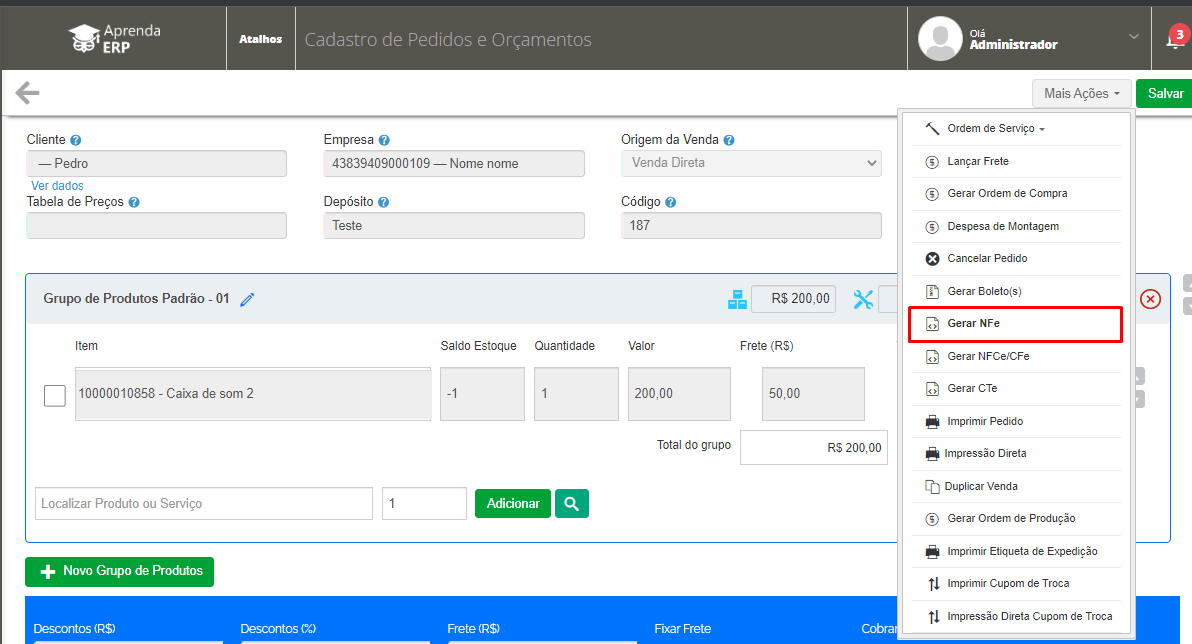 Aprenda
ERP
Atalhos
Cadastro de Pedidos e Orçamentos
Olá
Administrador
3
Mais Ações
Salvar
Cliente ?
Empresa ?
Origem da Venda ?
— Pedro
43839409000109 — Nome nome
Venda Direta
Ver dados
Tabela de Preços ?
Depósito ?
Código ?
Teste
187
Grupo de Produtos Padrão - 01
R$ 200,00
Item
Saldo Estoque
Quantidade
Valor
Frete (R$)
10000010858 - Caixa de som 2
-1
1
200,00
50,00
Total do grupo
R$ 200,00
Localizar Produto ou Serviço
1
Adicionar
Novo Grupo de Produtos
Descontos (R$)
Descontos (%)
Frete (R$)
Fixar Frete
Ordem de Serviço
Lançar Frete
Gerar Ordem de Compra
Despesa de Montagem
Cancelar Pedido
Gerar Boleto(s)
Gerar NFe
Gerar NFCe/CFe
Gerar CTe
Imprimir Pedido
Impressão Direta
Duplicar Venda
Gerar Ordem de Produção
Imprimir Etiqueta de Expedição
Imprimir Cupom de Troca
Impressão Direta Cupom de Troca